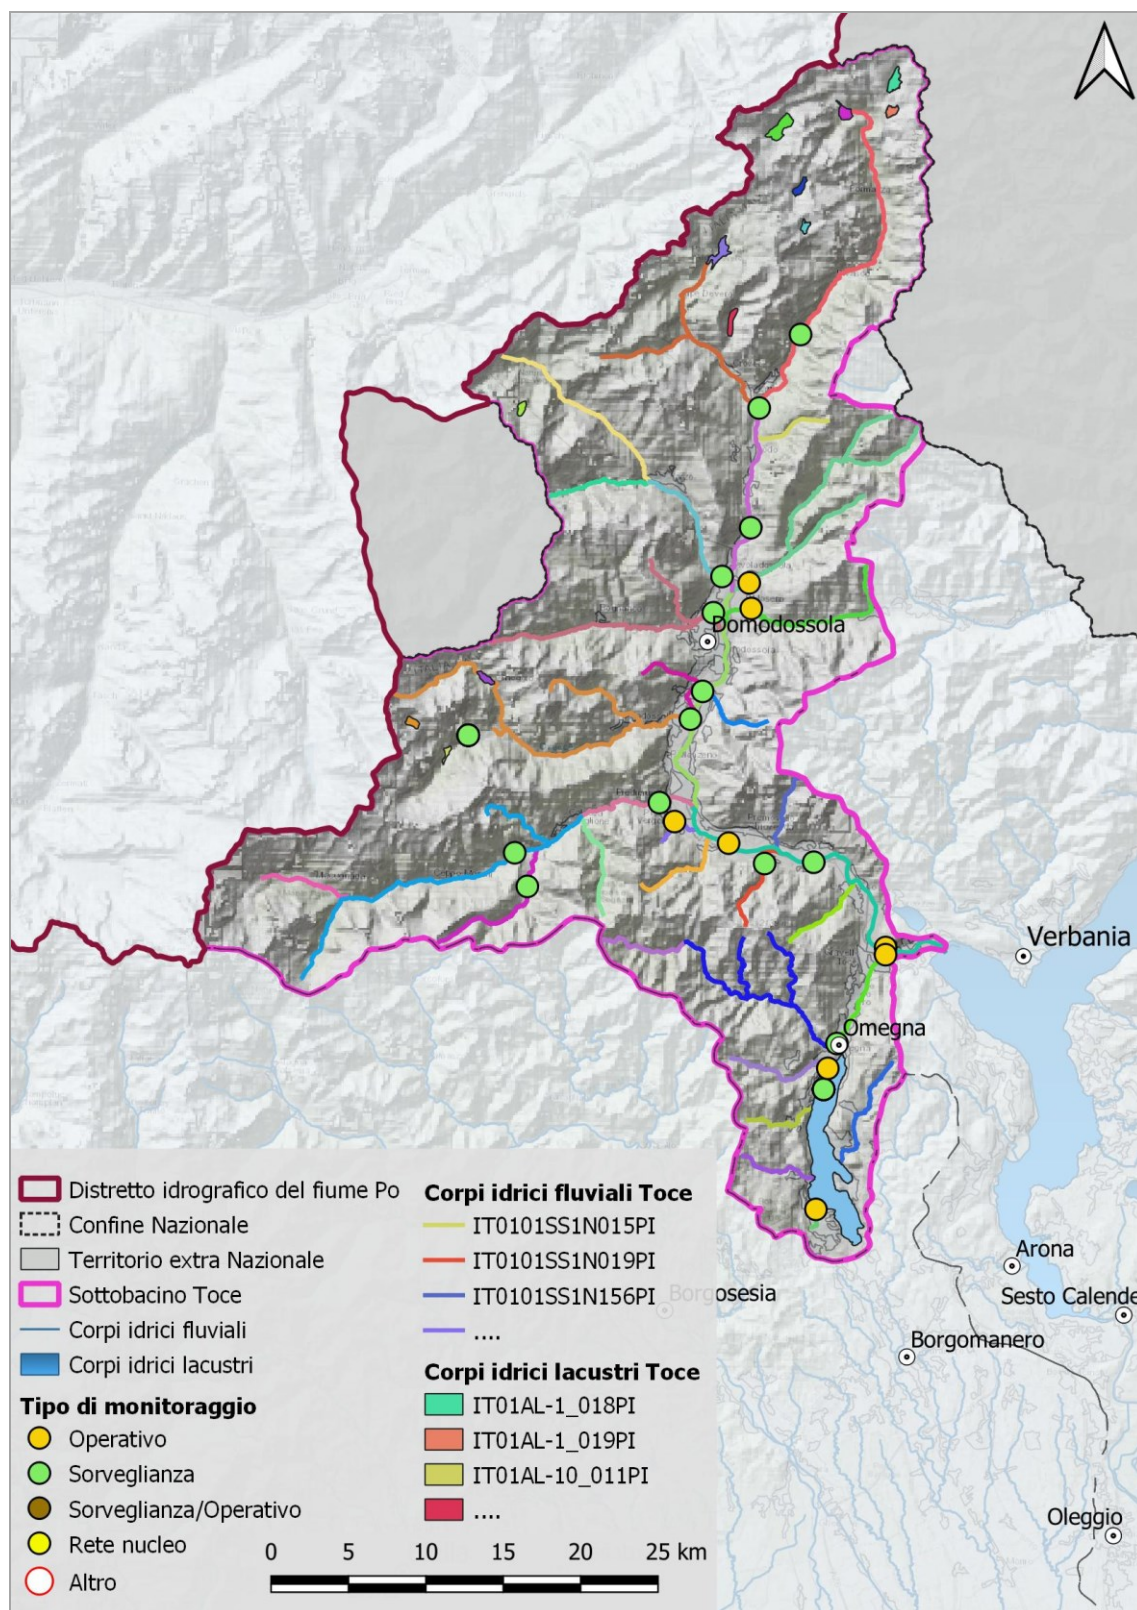 Domodossola
Verbania
Omegna
Arona
Sesto Calende
Borgosesia
Borgomanero
Oleggio
Distretto idrografico del fiume Po
Confine Nazionale
Territorio extra Nazionale
Sottobacino Toce
Corpi idrici fluviali
Corpi idrici lacustri
Tipo di monitoraggio
Operativo
Sorveglianza
Sorveglianza/Operativo
Rete nucleo
Altro
Corpi idrici fluviali Toce
IT0101SS1N015PI
IT0101SS1N019PI
IT0101SS1N156PI
....
Corpi idrici lacustri Toce
IT01AL-1_018PI
IT01AL-1_019PI
IT01AL-10_011PI
....
0 5 10 15 20 25 km